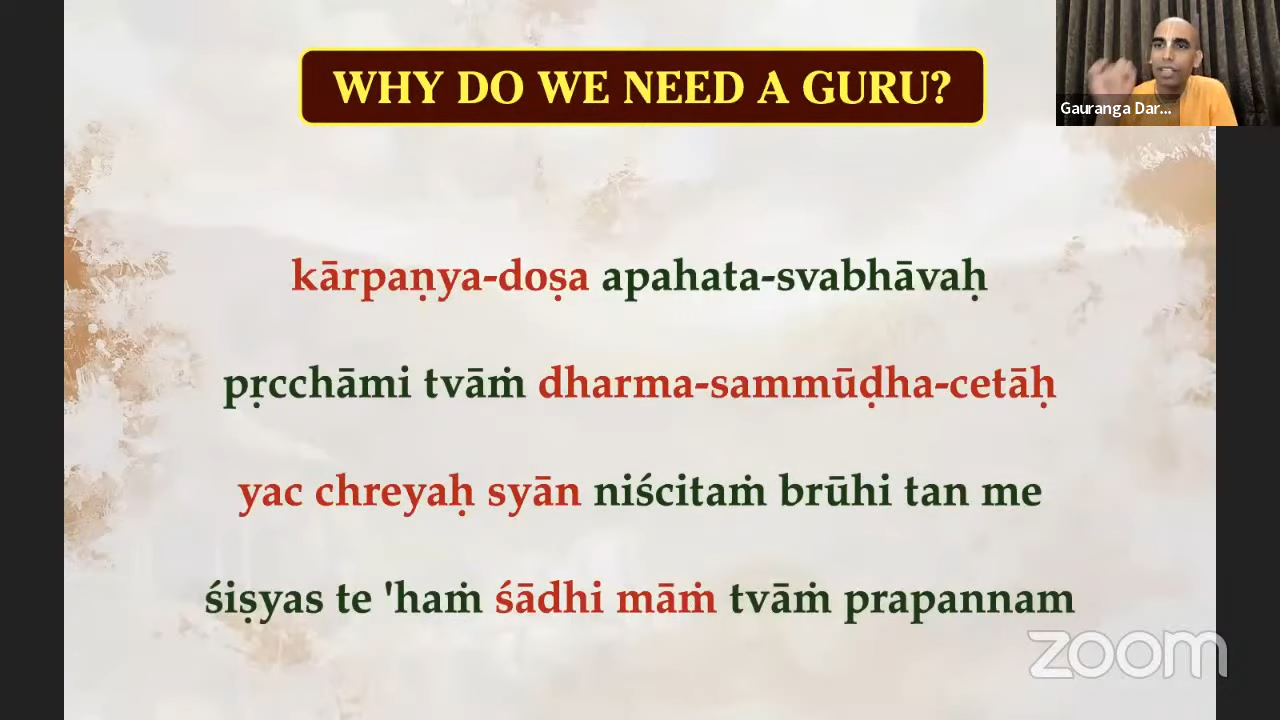 WHY DO WE NEED A GURU?
Gauranga Dar...
kārpaṇya-doṣa apahata-svabhāvaḥ
pṛcchāmi tvāṁ dharma-sammūḍha-cetāḥ
yac chreyaḥ syān niścitaṁ brūhi tan me
śiṣyas te 'haṁ śādhi māṁ tvāṁ prapannam
zoom